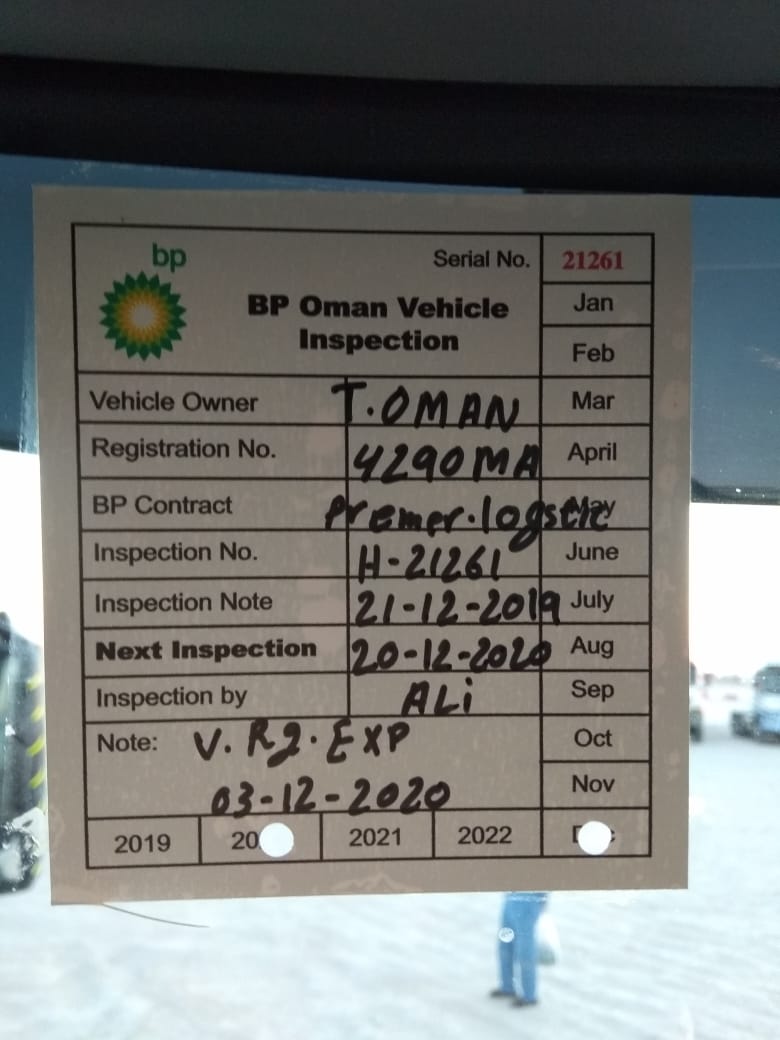 bp
Serial No. 21261
BP Oman Vehicle
Inspection
Jan
Feb
Vehicle Owner T.OMAN Mar
Registration No. 4290MA April
BP Contract Premer.logstic May
Inspection No. H-21261 June
Inspection Note 21-12-2019 July
Next Inspection 20-12-2020 Aug
Inspection by ALi Sep
Note: V. Rg. EXP Oct
03-12-2020 Nov
2019 20 2021 2022